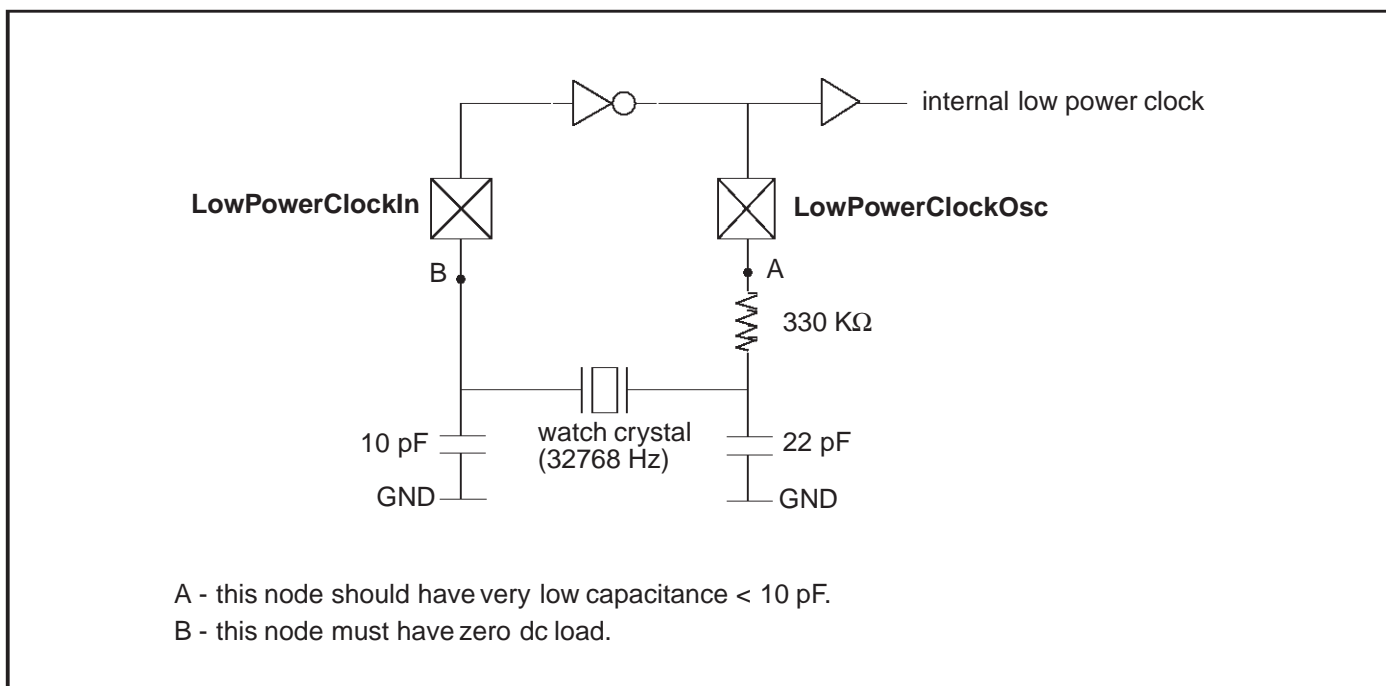 internal low power clock
LowPowerClockIn
LowPowerClockOsc
B
A
330 KΩ
10 pF
watch crystal
(32768 Hz)
22 pF
GND
GND
A - this node should have very low capacitance < 10 pF.
B - this node must have zero dc load.